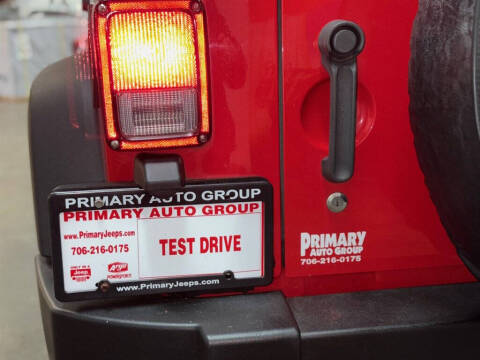 PRIMARY AUTO GROUP
PRIMARY AUTO GROUP
www.PrimaryJeeps.com
706-216-0175
Jeep
TEST DRIVE
www.PrimaryJeeps.com
PRIMARY
AUTO GROUP
706-216-0175